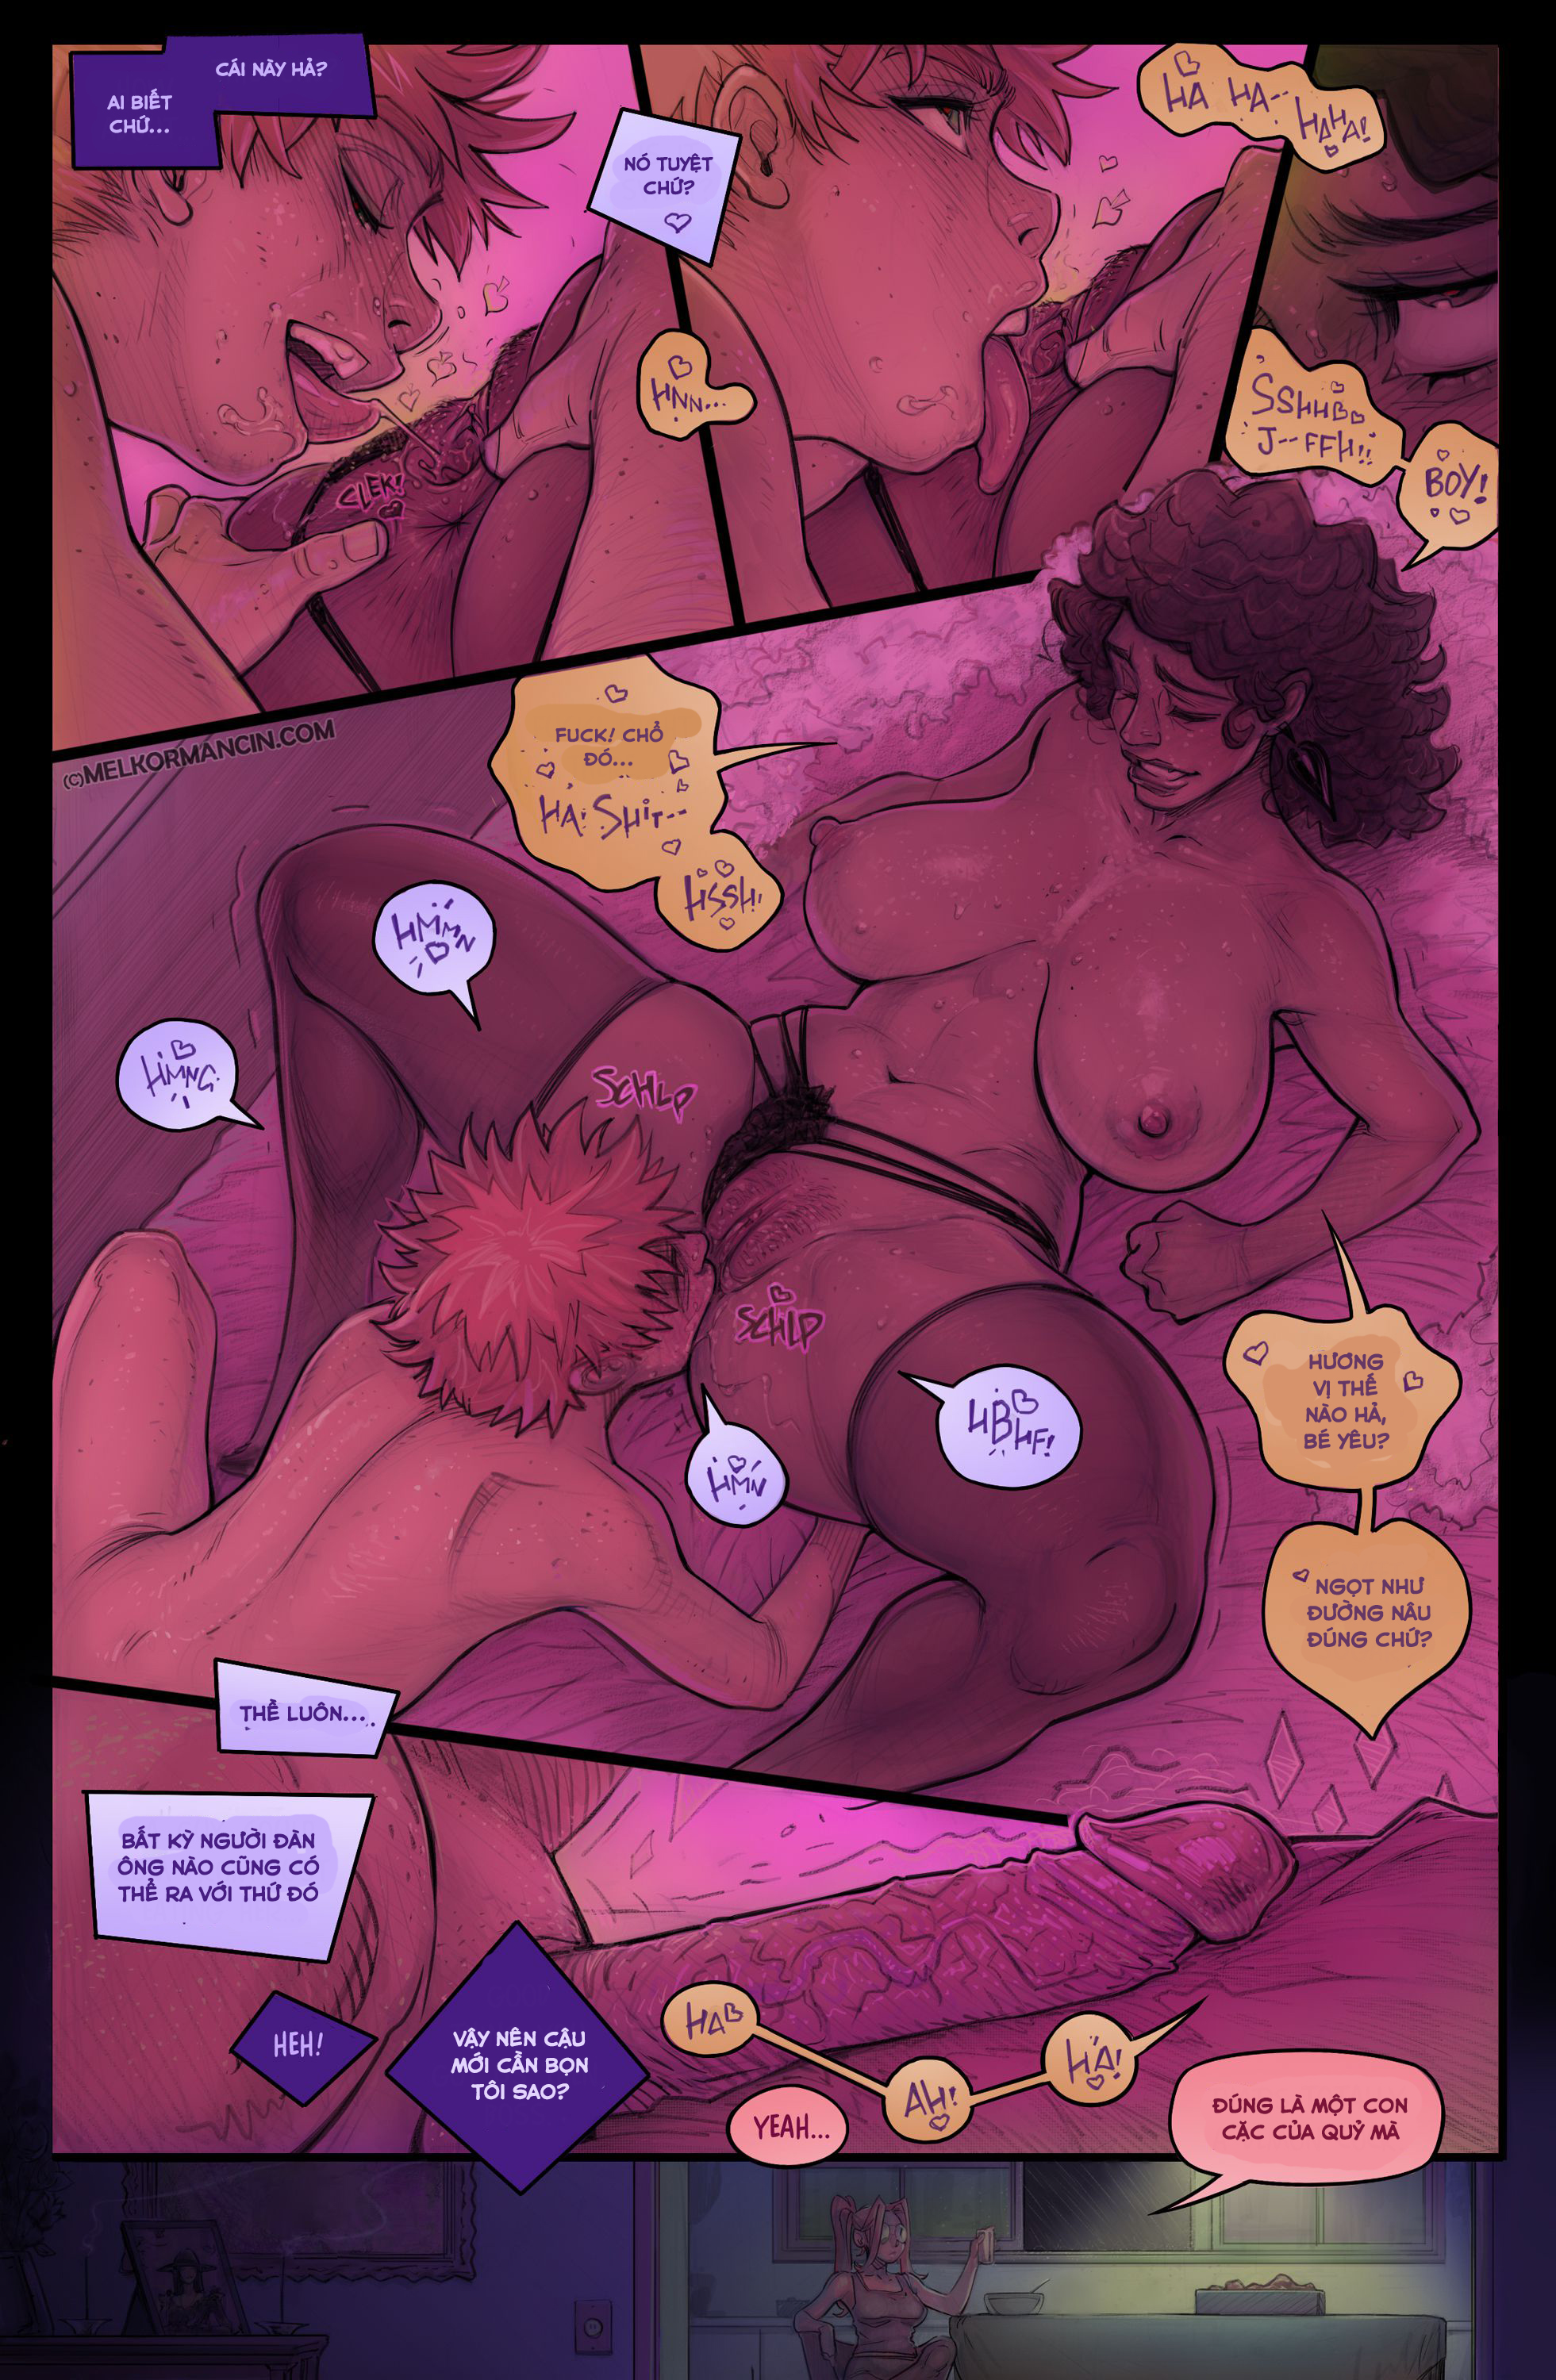 CÁI NÀY HẢ?
AI BIẾT
CHỨ...
NÓ TUYỆT
CHỨ?
HA HA--
HAHA!
HNN...
CLEK!
SSHHB
J--FFH!!
BOY!
©MELKORMANCIN.COM
FUCK! CHỔ
ĐÓ...
HA! SHIT--
HSSH!
HMMN
HMNG
SCHLP
SCHLP
HBHF!
HMN
HƯƠNG
VỊ THẾ
NÀO HẢ,
BÉ YÊU?
NGỌT NHƯ
ĐƯỜNG NÂU
ĐÚNG CHỨ?
THỀ LUÔN...
BẤT KỲ NGƯỜI ĐÀN
ÔNG NÀO CŨNG CÓ
THỂ RA VỚI THỨ ĐÓ
HEH!
VẬY NÊN CẬU
MỚI CẦN BỌN
TÔI SAO?
HA
AH!
HA!
YEAH...
ĐÚNG LÀ MỘT CON
CẶC CỦA QUỶ MÀ